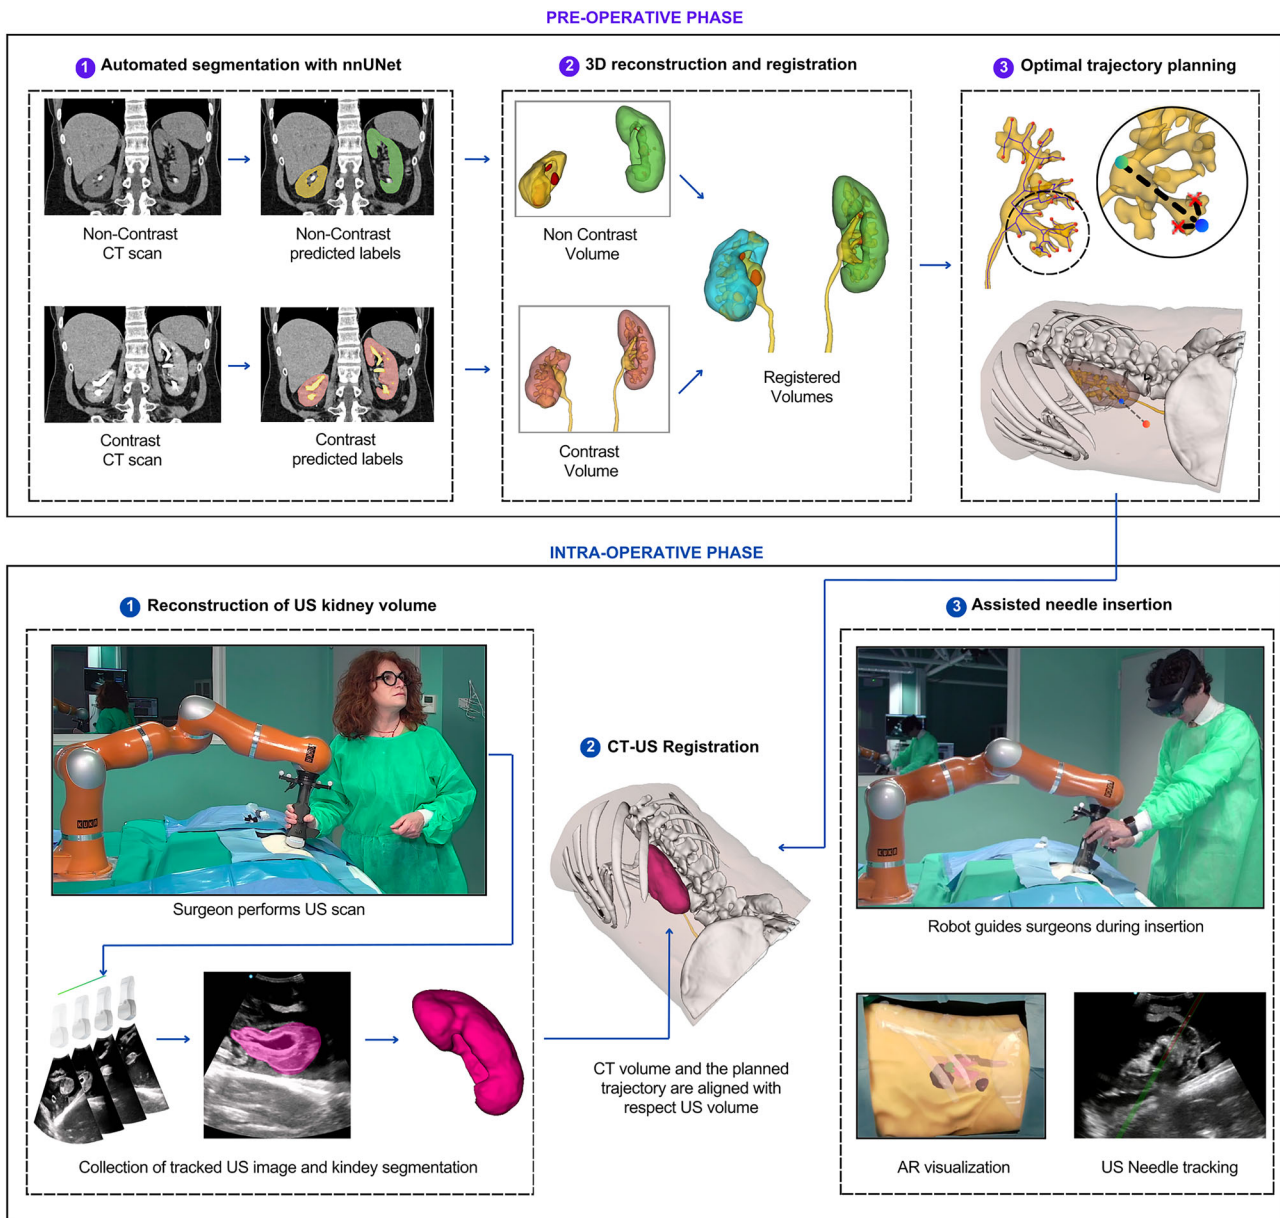 PRE-OPERATIVE PHASE
1 Automated segmentation with nnUNet
2 3D reconstruction and registration
3 Optimal trajectory planning
Non-Contrast
CT scan
Non-Contrast
predicted labels
Non Contrast
Volume
Contrast
CT scan
Contrast
predicted labels
Contrast
Volume
Registered
Volumes
INTRA-OPERATIVE PHASE
1 Reconstruction of US kidney volume
KUKA
Surgeon performs US scan
Collection of tracked US image and kindey segmentation
2 CT-US Registration
CT volume and the planned
trajectory are aligned with
respect US volume
3 Assisted needle insertion
KUKA
Robot guides surgeons during insertion
AR visualization
US Needle tracking